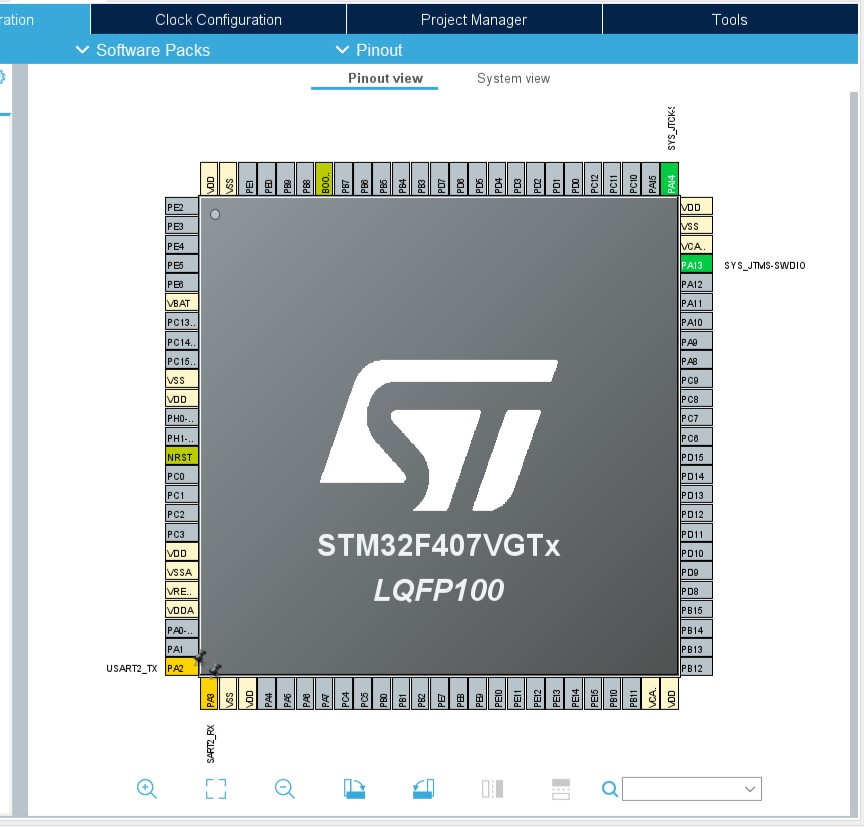 ration Clock Configuration Project Manager Tools
Software Packs Pinout
Pinout view System view
SYS_JTCK-S
VDD VSS PE1 PE0 PB9 PB8 BOO.. PB7 PB6 PB5 PB4 PB3 PD7 PD6 PD5 PD4 PD3 PD2 PD1 PD0 PC12 PC11 PC10 PA15 PA14
PE2
PE3
PE4
PE5
PE6
VBAT
PC13..
PC14..
PC15..
VSS
VDD
PH0-..
PH1-..
NRST
PC0
PC1
PC2
PC3
VDD
VSSA
VRE..
VDDA
PA0-..
PA1
USART2_TX PA2
STM32F407VGTx
LQFP100
VDD
VSS
VCA..
PA13 SYS_JTMS-SWDIO
PA12
PA11
PA10
PA9
PA8
PC9
PC8
PC7
PC6
PD15
PD14
PD13
PD12
PD11
PD10
PD9
PD8
PB15
PB14
PB13
PB12
PA3 VSS VDD PA4 PA5 PA6 PA7 PC4 PC5 PB0 PB1 PB2 PE7 PE8 PE9 PE10 PE11 PE12 PE13 PE14 PE15 PB10 PB11 VCA. VDD
SART2_RX